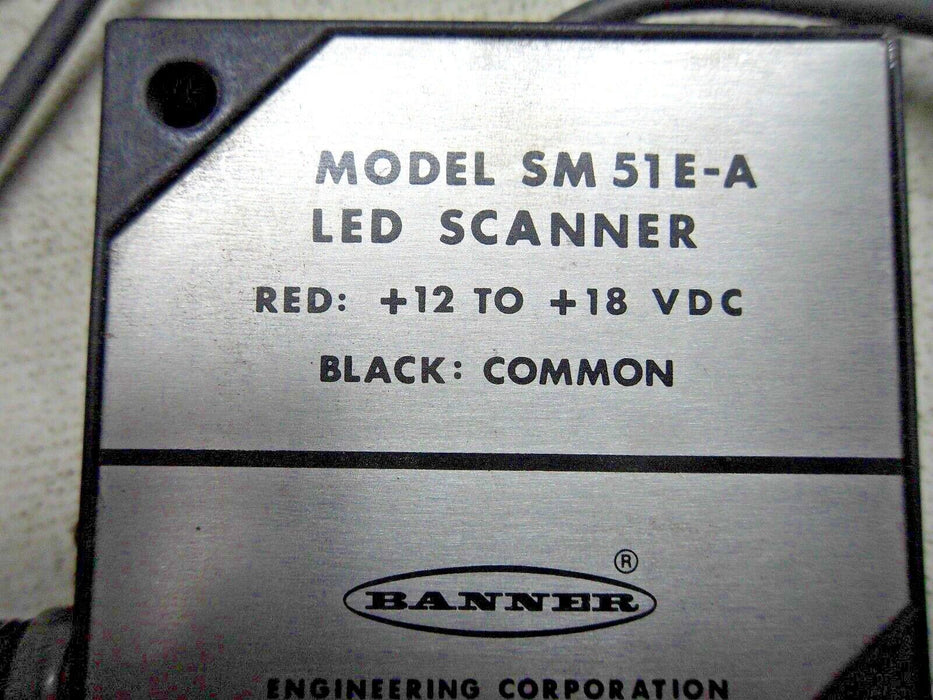 MODEL SM 51E-A
LED SCANNER
RED: +12 TO +18 VDC
BLACK: COMMON
®
BANNER
ENGINEERING CORPORATION